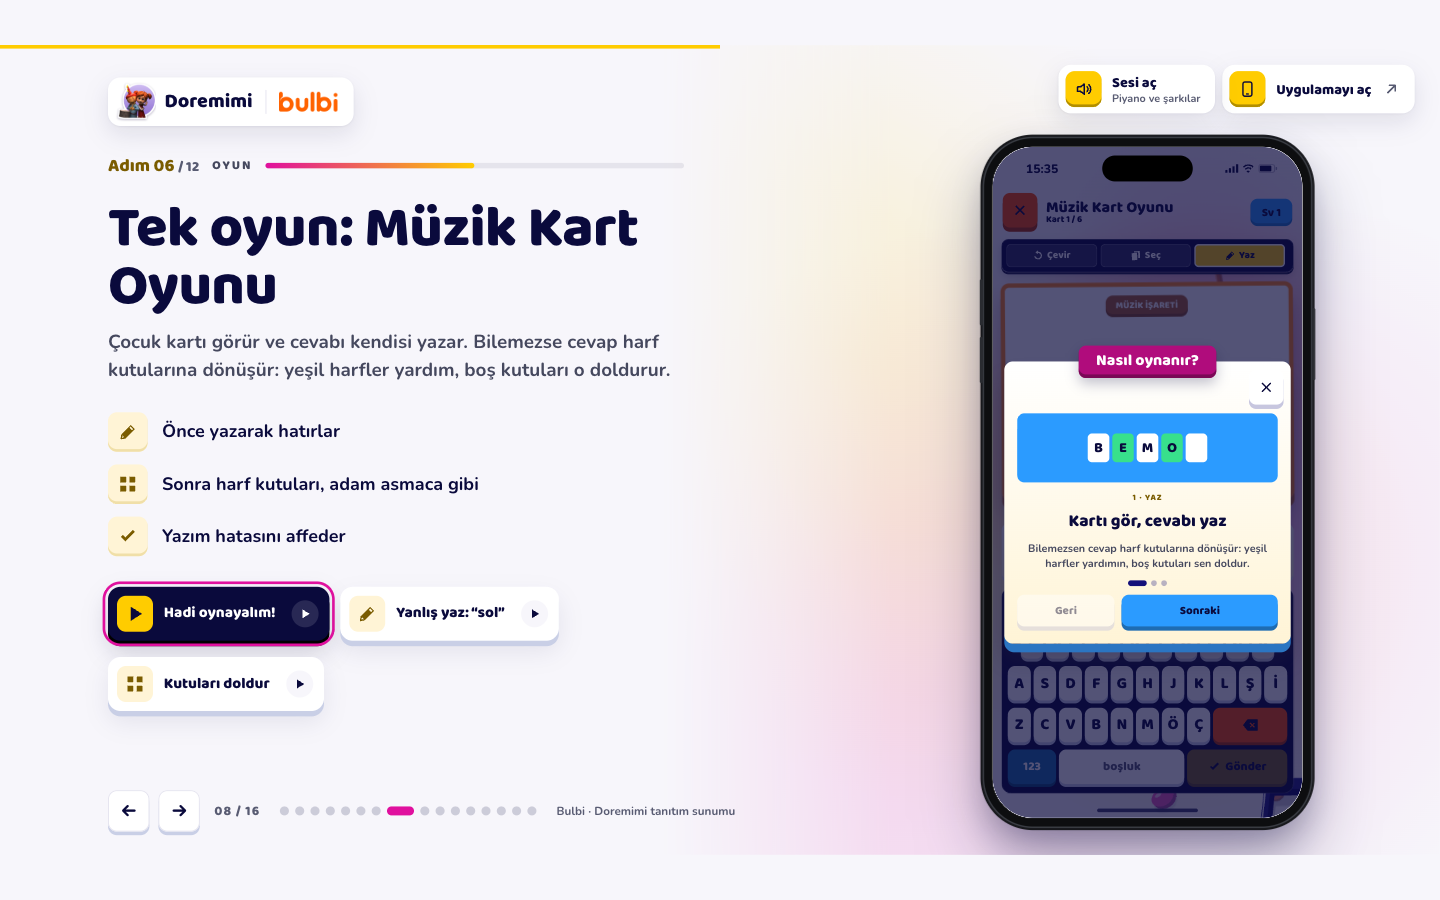 Doremimi
bulbi
Sesi aç
Piyano ve şarkılar
Uygulamayı aç
Adım 06 / 12 OYUN
Tek oyun: Müzik Kart
Oyunu
Çocuk kartı görür ve cevabı kendisi yazar. Bilemezse cevap harf
kutularına dönüşür: yeşil harfler yardım, boş kutuları o doldurur.
Önce yazarak hatırlar
Sonra harf kutuları, adam asmaca gibi
Yazım hatasını affeder
Hadi oynayalım!
Yanlış yaz: “sol”
Kutuları doldur
08 / 16
Bulbi · Doremimi tanıtım sunumu
15:35
Müzik Kart Oyunu
Kart 1 / 6
Sv 1
Çevir
Seç
Yaz
MÜZİK İŞARETİ
Nasıl oynanır?
B E M O
1 · YAZ
Kartı gör, cevabı yaz
Bilemezsen cevap harf kutularına dönüşür: yeşil
harfler yardımın, boş kutuları sen doldur.
Geri
Sonraki
A S D F G H J K L Ş İ
Z C V B N M Ö Ç
123
boşluk
Gönder